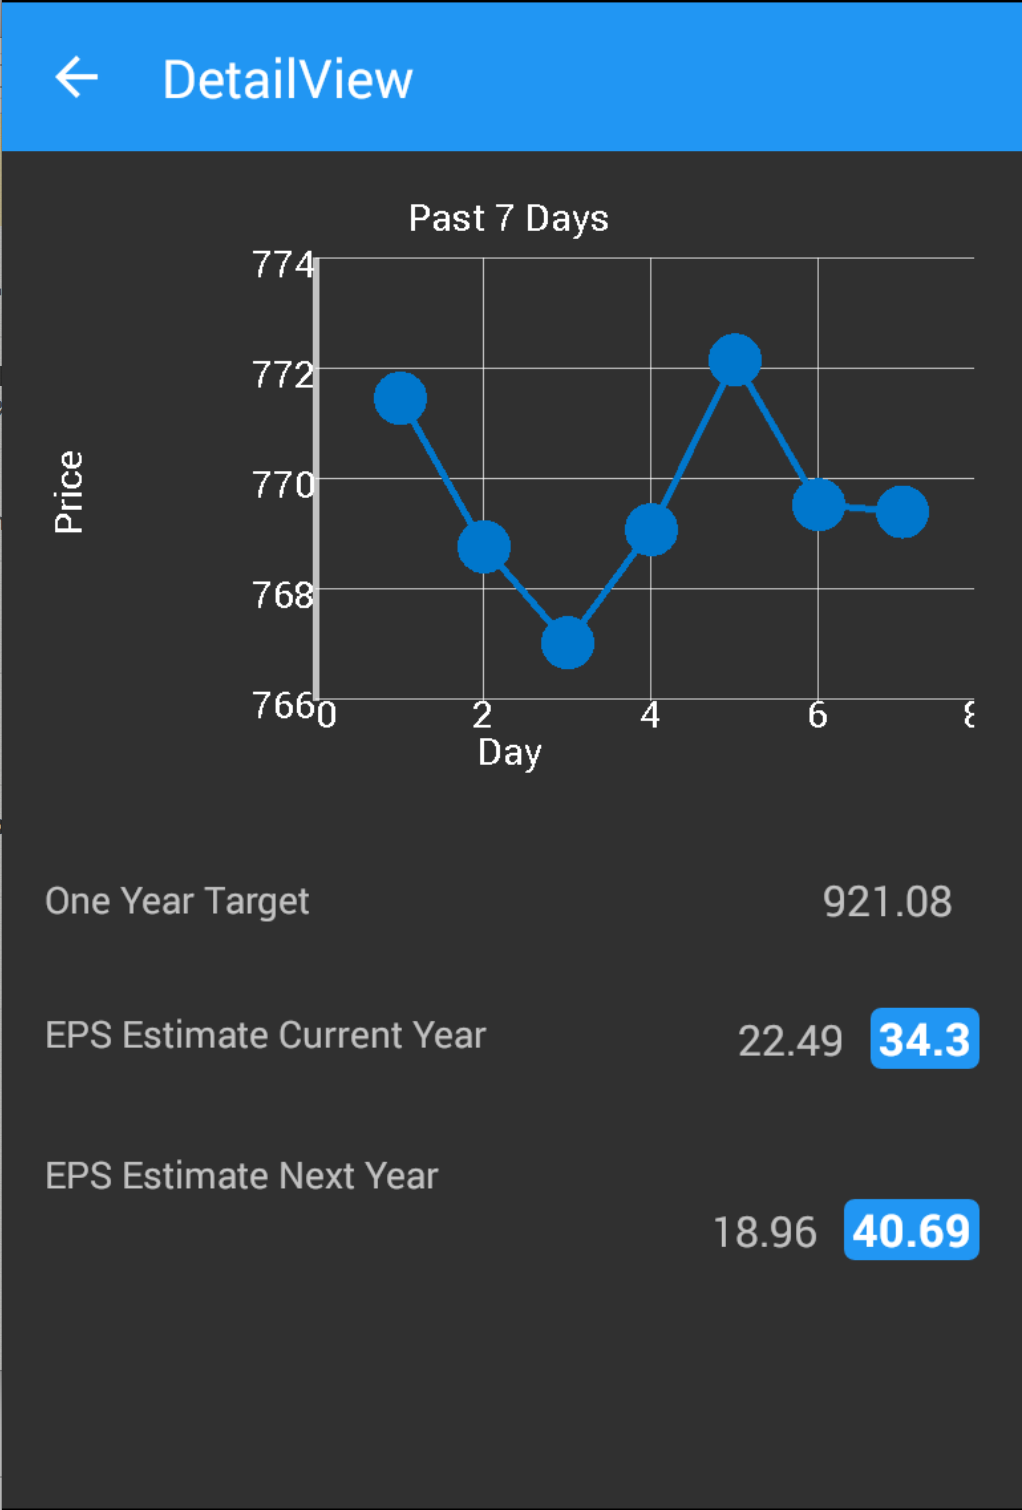 DetailView
Past 7 Days
774
772
770
768
766
Price
0 2 4 6
Day
One Year Target 921.08
EPS Estimate Current Year 22.49 34.3
EPS Estimate Next Year
18.96 40.69